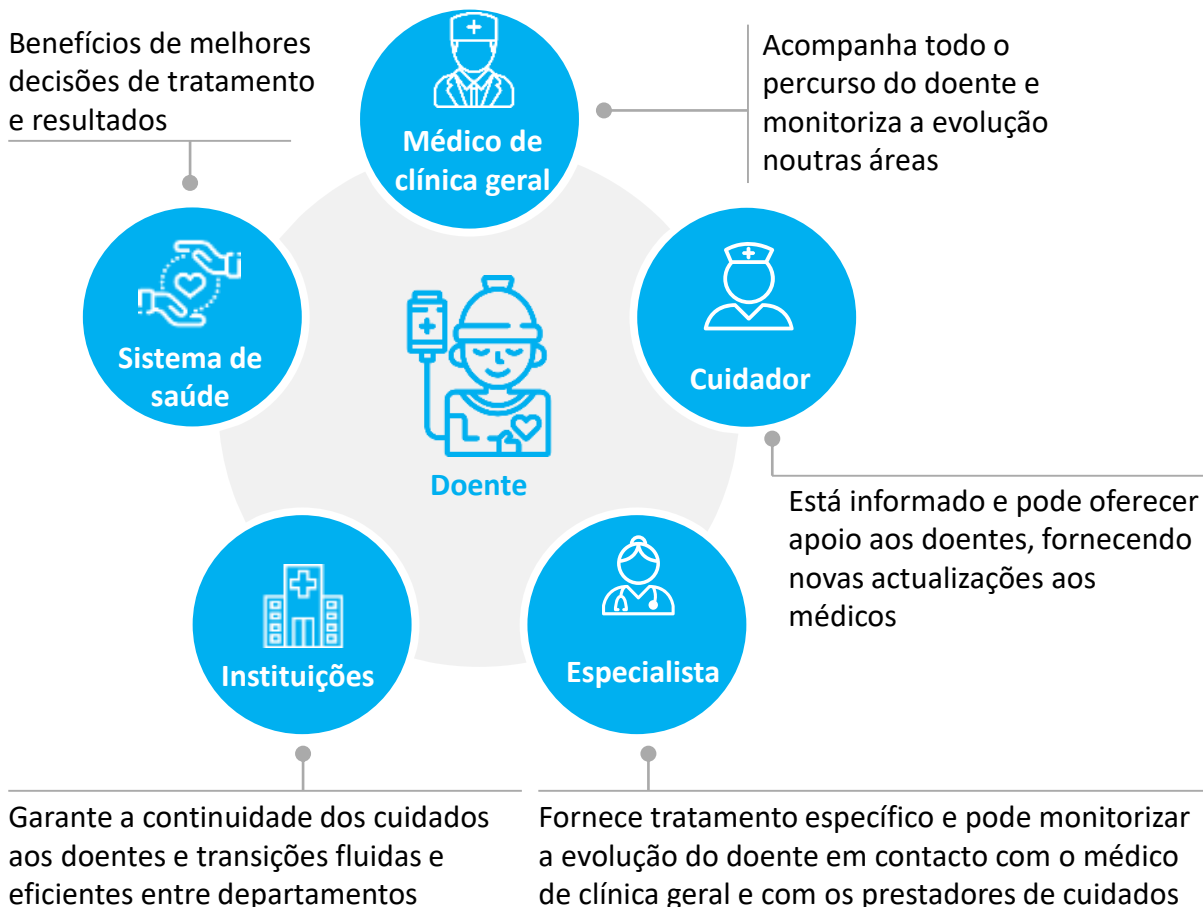 Benefícios de melhores
decisões de tratamento
e resultados
Médico de
clínica geral
Acompanha todo o
percurso do doente e
monitoriza a evolução
noutras áreas
Sistema de
saúde
Cuidador
Doente
Está informado e pode oferecer
apoio aos doentes, fornecendo
novas actualizações aos
médicos
Instituições
Especialista
Garante a continuidade dos cuidados
aos doentes e transições fluidas e
eficientes entre departamentos
Fornece tratamento específico e pode monitorizar
a evolução do doente em contacto com o médico
de clínica geral e com os prestadores de cuidados